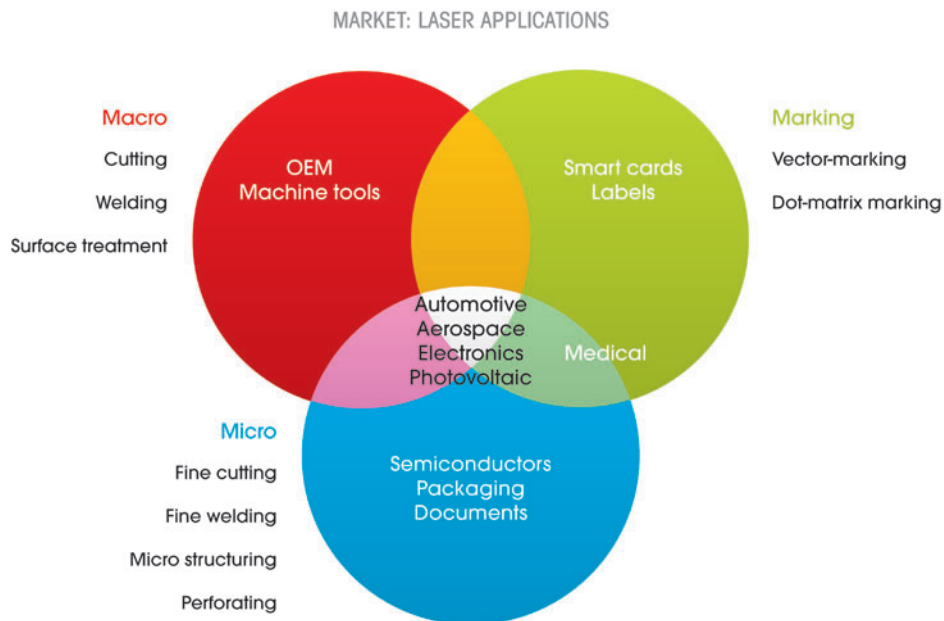 MARKET: LASER APPLICATIONS
Macro
Cutting
Welding
Surface treatment
OEM
Machine tools
Smart cards
Labels
Marking
Vector-marking
Dot-matrix marking
Automotive
Aerospace
Electronics
Photovoltaic
Medical
Micro
Fine cutting
Fine welding
Micro structuring
Perforating
Semiconductors
Packaging
Documents